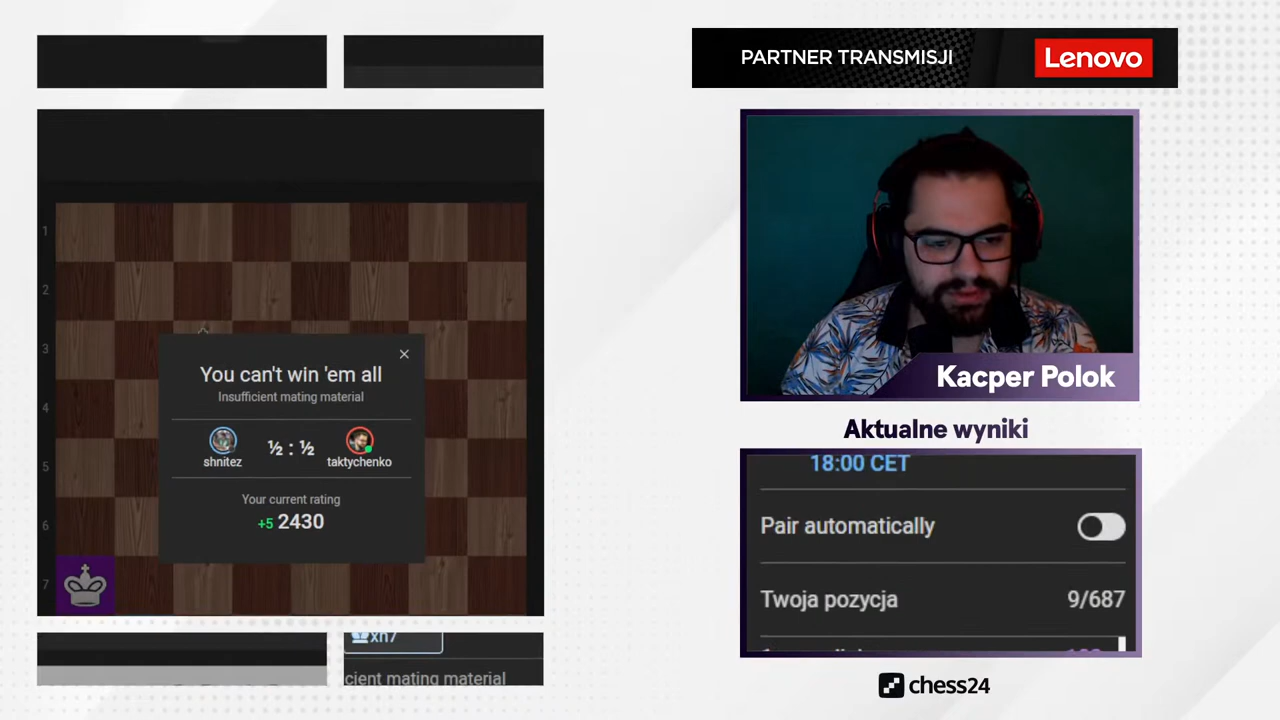 PARTNER TRANSMISJI
Lenovo
1
2
3
4
5
6
7
You can't win 'em all
Insufficient mating material
½ : ½
shnitez
taktychenko
Your current rating
+5 2430
xh7
cient mating material
Kacper Polok
Aktualne wyniki
18:00 CET
Pair automatically
Twoja pozycja
9/687
chess24